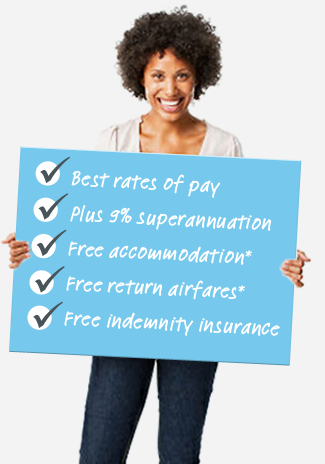 Best rates of pay
Plus 9% superannuation
Free accommodation*
Free return airfares*
Free indemnity insurance